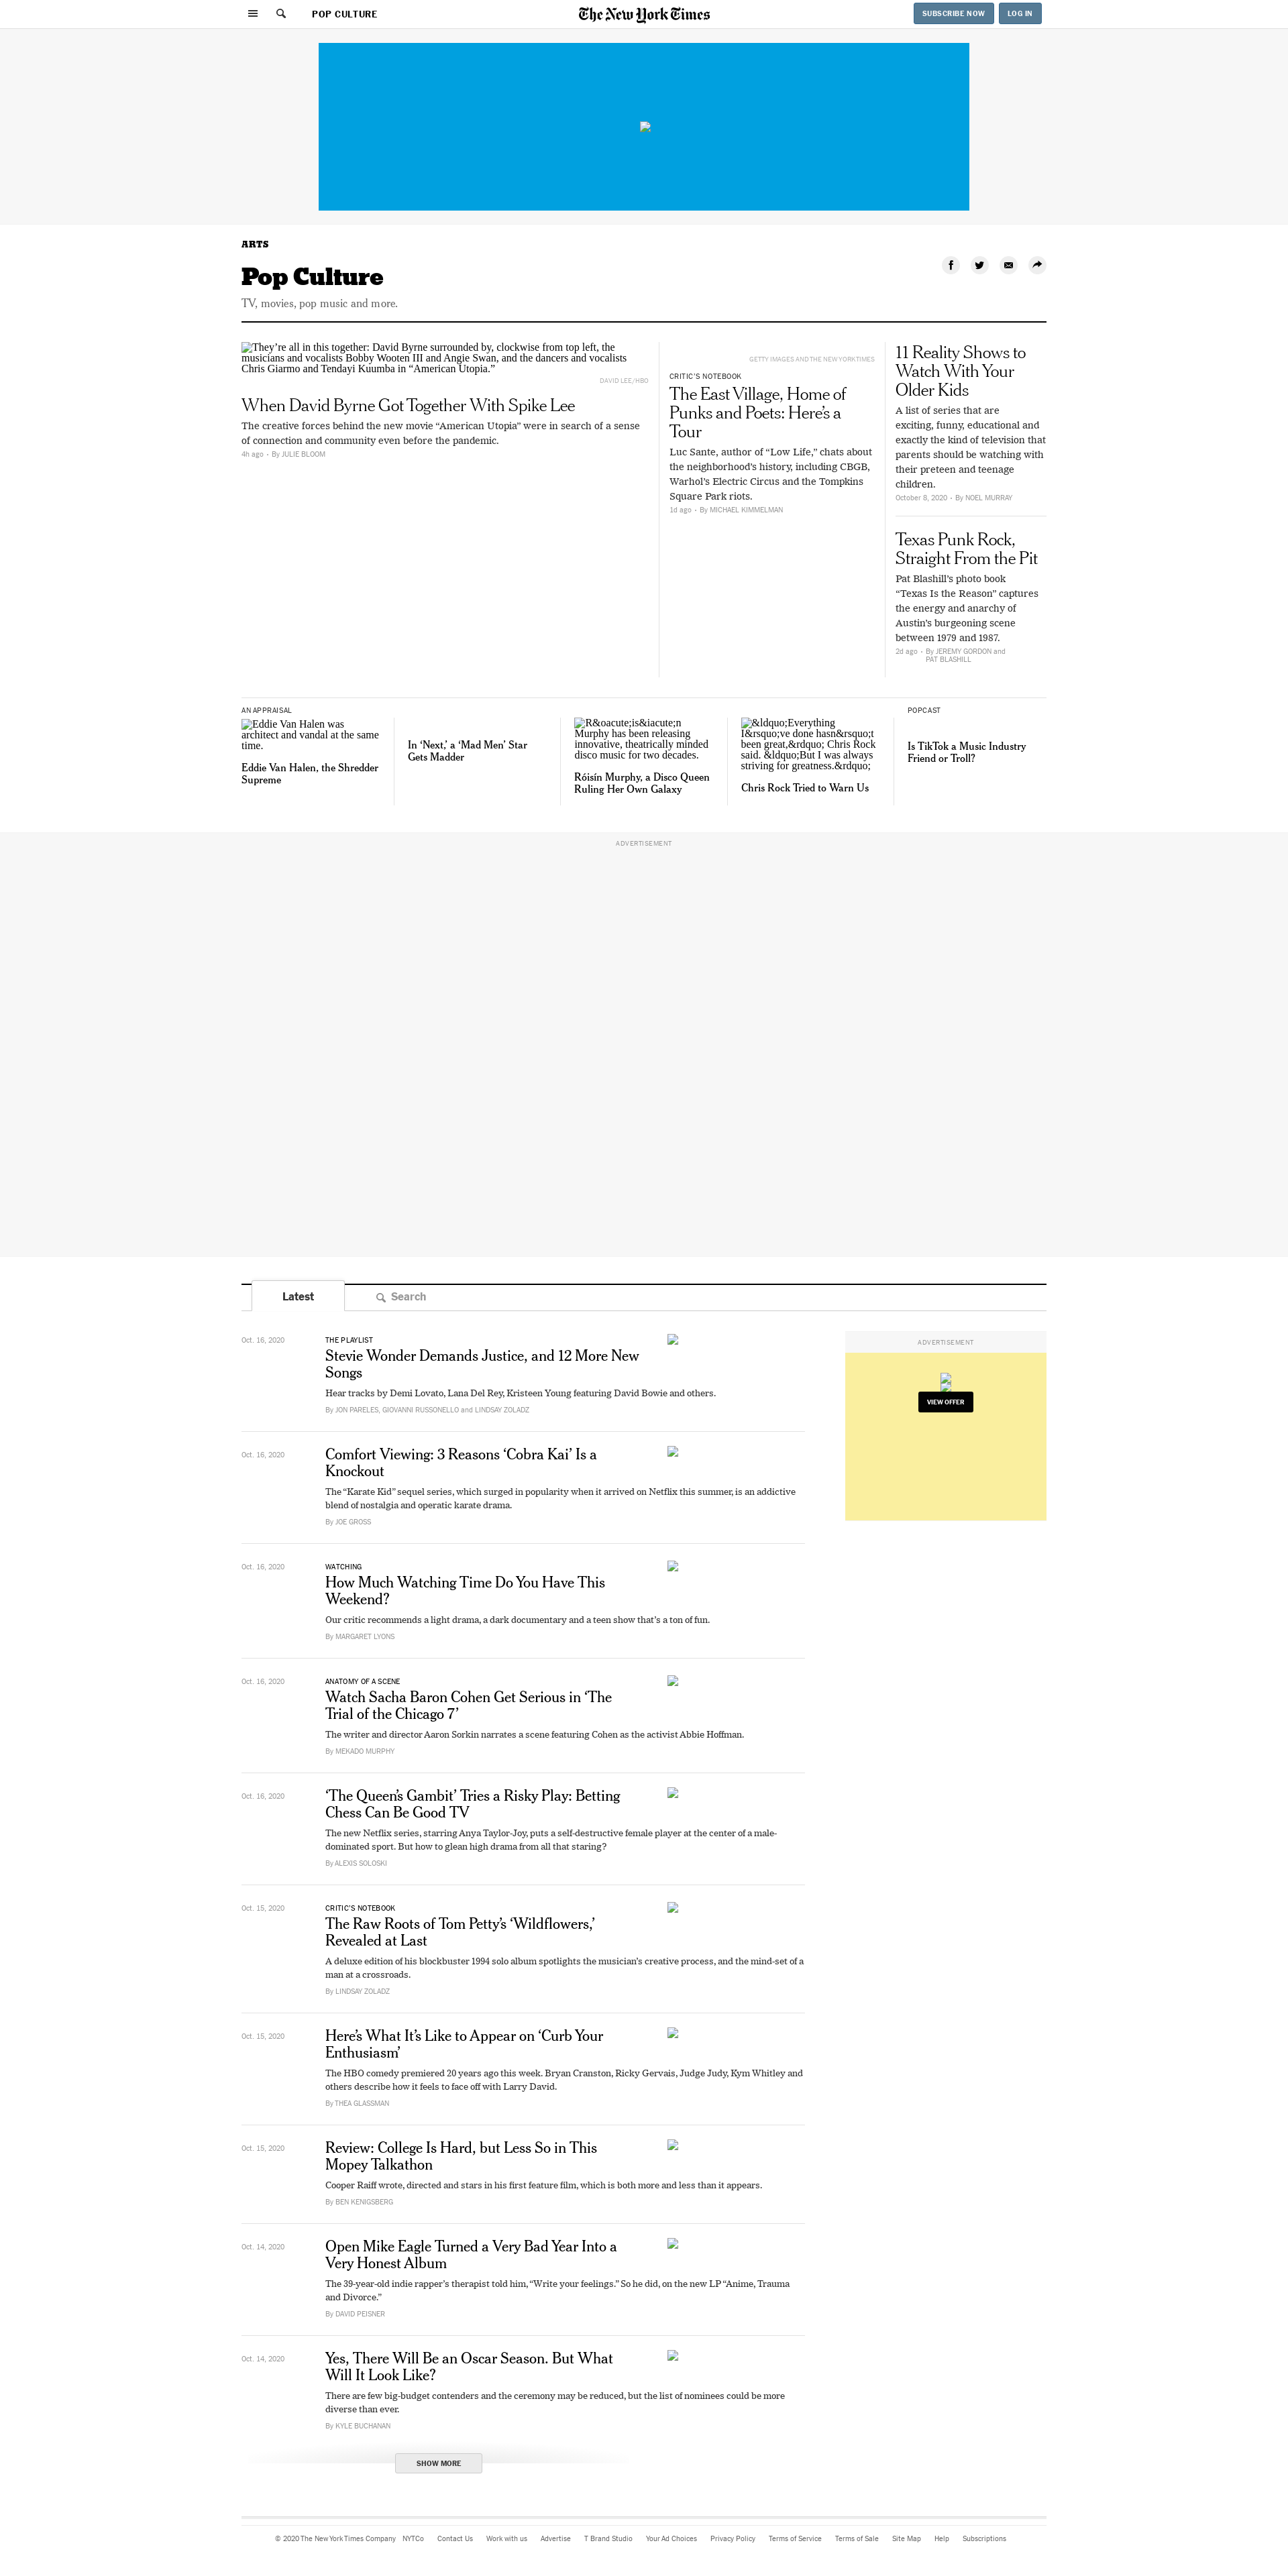 POP CULTURE
The New York Times
SUBSCRIBE NOW
LOG IN
ARTS
Pop Culture
TV, movies, pop music and more.
They’re all in this together: David Byrne surrounded by, clockwise from top left, the
musicians and vocalists Bobby Wooten III and Angie Swan, and the dancers and vocalists
Chris Giarmo and Tendayi Kuumba in “American Utopia.”
DAVID LEE/HBO
When David Byrne Got Together With Spike Lee
The creative forces behind the new movie “American Utopia” were in search of a sense
of connection and community even before the pandemic.
4h ago · By JULIE BLOOM
GETTY IMAGES AND THE NEW YORK TIMES
CRITIC’S NOTEBOOK
The East Village, Home of
Punks and Poets: Here’s a
Tour
Luc Sante, author of “Low Life,” chats about
the neighborhood’s history, including CBGB,
Warhol’s Electric Circus and the Tompkins
Square Park riots.
1d ago · By MICHAEL KIMMELMAN
11 Reality Shows to
Watch With Your
Older Kids
A list of series that are
exciting, funny, educational and
exactly the kind of television that
parents should be watching with
their preteen and teenage
children.
October 8, 2020 · By NOEL MURRAY
Texas Punk Rock,
Straight From the Pit
Pat Blashill’s photo book
“Texas Is the Reason” captures
the energy and anarchy of
Austin’s burgeoning scene
between 1979 and 1987.
2d ago · By JEREMY GORDON and
PAT BLASHILL
AN APPRAISAL
Eddie Van Halen was
architect and vandal at the same
time.
Eddie Van Halen, the Shredder
Supreme
In ‘Next,’ a ‘Mad Men’ Star
Gets Madder
R&oacute;is&iacute;n
Murphy has been releasing
innovative, theatrically minded
disco music for two decades.
Róisín Murphy, a Disco Queen
Ruling Her Own Galaxy
&ldquo;Everything
I&rsquo;ve done hasn&rsquo;t
been great,&rdquo; Chris Rock
said. &ldquo;But I was always
striving for greatness.&rdquo;
Chris Rock Tried to Warn Us
POPCAST
Is TikTok a Music Industry
Friend or Troll?
ADVERTISEMENT
Latest
Search
Oct. 16, 2020
THE PLAYLIST
Stevie Wonder Demands Justice, and 12 More New
Songs
Hear tracks by Demi Lovato, Lana Del Rey, Kristeen Young featuring David Bowie and others.
By JON PARELES, GIOVANNI RUSSONELLO and LINDSAY ZOLADZ
ADVERTISEMENT
VIEW OFFER
Oct. 16, 2020
Comfort Viewing: 3 Reasons ‘Cobra Kai’ Is a
Knockout
The “Karate Kid” sequel series, which surged in popularity when it arrived on Netflix this summer, is an addictive
blend of nostalgia and operatic karate drama.
By JOE GROSS
Oct. 16, 2020
WATCHING
How Much Watching Time Do You Have This
Weekend?
Our critic recommends a light drama, a dark documentary and a teen show that’s a ton of fun.
By MARGARET LYONS
Oct. 16, 2020
ANATOMY OF A SCENE
Watch Sacha Baron Cohen Get Serious in ‘The
Trial of the Chicago 7’
The writer and director Aaron Sorkin narrates a scene featuring Cohen as the activist Abbie Hoffman.
By MEKADO MURPHY
Oct. 16, 2020
‘The Queen’s Gambit’ Tries a Risky Play: Betting
Chess Can Be Good TV
The new Netflix series, starring Anya Taylor-Joy, puts a self-destructive female player at the center of a male-
dominated sport. But how to glean high drama from all that staring?
By ALEXIS SOLOSKI
Oct. 15, 2020
CRITIC’S NOTEBOOK
The Raw Roots of Tom Petty’s ‘Wildflowers,’
Revealed at Last
A deluxe edition of his blockbuster 1994 solo album spotlights the musician’s creative process, and the mind-set of a
man at a crossroads.
By LINDSAY ZOLADZ
Oct. 15, 2020
Here’s What It’s Like to Appear on ‘Curb Your
Enthusiasm’
The HBO comedy premiered 20 years ago this week. Bryan Cranston, Ricky Gervais, Judge Judy, Kym Whitley and
others describe how it feels to face off with Larry David.
By THEA GLASSMAN
Oct. 15, 2020
Review: College Is Hard, but Less So in This
Mopey Talkathon
Cooper Raiff wrote, directed and stars in his first feature film, which is both more and less than it appears.
By BEN KENIGSBERG
Oct. 14, 2020
Open Mike Eagle Turned a Very Bad Year Into a
Very Honest Album
The 39-year-old indie rapper’s therapist told him, “Write your feelings.” So he did, on the new LP “Anime, Trauma
and Divorce.”
By DAVID PEISNER
Oct. 14, 2020
Yes, There Will Be an Oscar Season. But What
Will It Look Like?
There are few big-budget contenders and the ceremony may be reduced, but the list of nominees could be more
diverse than ever.
By KYLE BUCHANAN
SHOW MORE
© 2020 The New York Times Company NYTCo Contact Us Work with us Advertise T Brand Studio Your Ad Choices Privacy Policy Terms of Service Terms of Sale Site Map Help Subscriptions